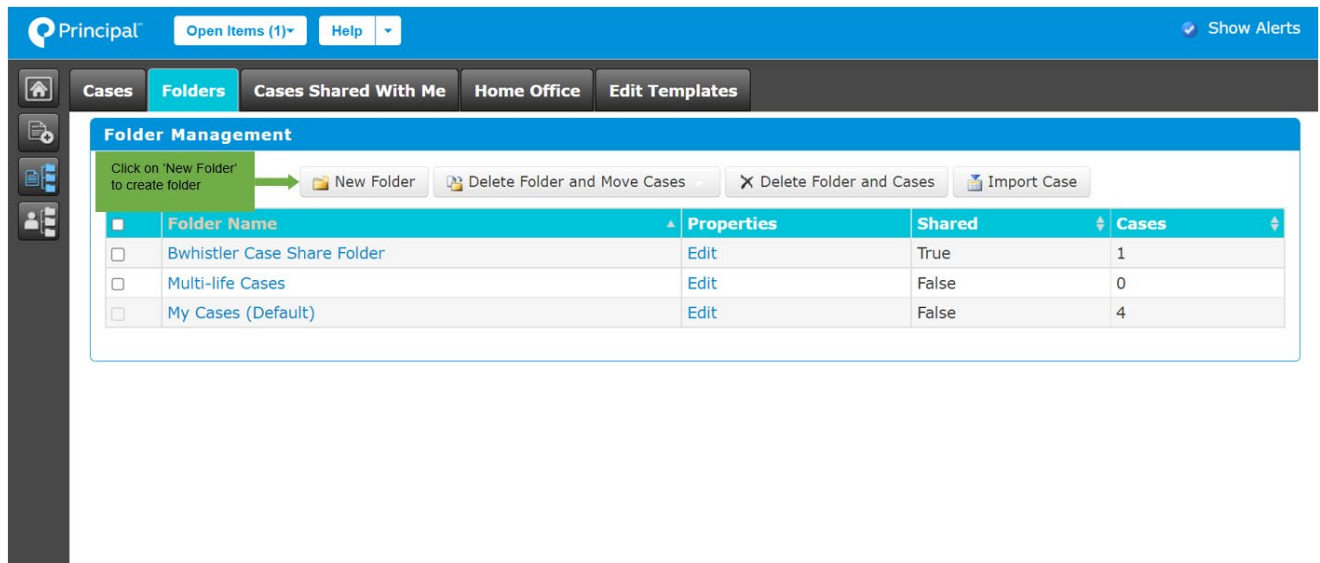 Principal℠ Open Items (1) Help Show Alerts
Cases Folders Cases Shared With Me Home Office Edit Templates
Folder Management
Click on 'New Folder'
to create folder
New Folder Delete Folder and Move Cases Delete Folder and Cases Import Case
Folder Name Properties Shared Cases
Bwhistler Case Share Folder Edit True 1
Multi-life Cases Edit False 0
My Cases (Default) Edit False 4